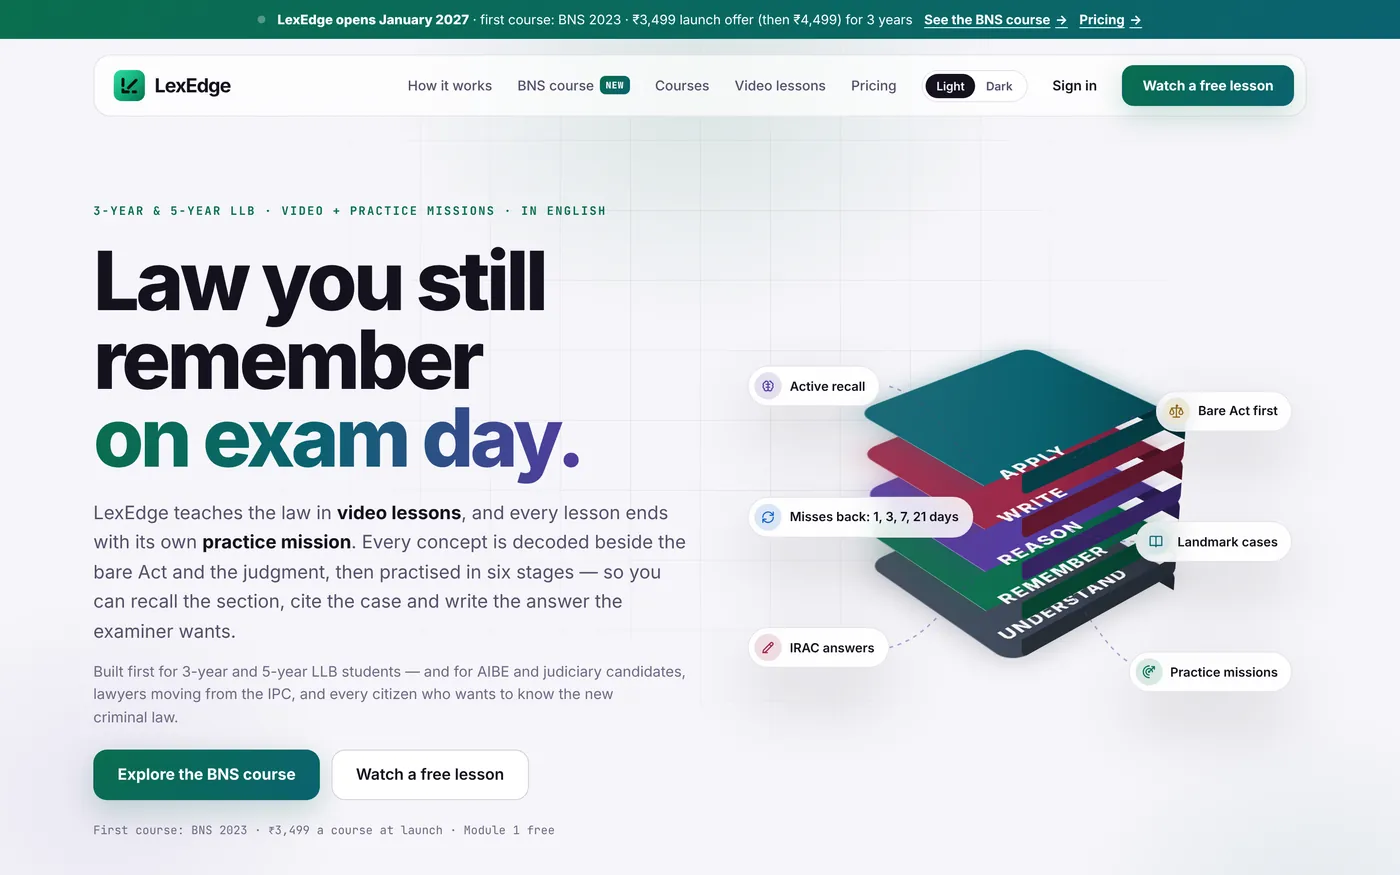 LexEdge opens January 2027 · first course: BNS 2023 · ₹3,499 launch offer (then ₹4,499) for 3 years See the BNS course → Pricing →
LexEdge How it works BNS course NEW Courses Video lessons Pricing Light Dark Sign in Watch a free lesson
3-YEAR & 5-YEAR LLB · VIDEO + PRACTICE MISSIONS · IN ENGLISH
Law you still
remember
on exam day.
LexEdge teaches the law in video lessons, and every lesson ends
with its own practice mission. Every concept is decoded beside the
bare Act and the judgment, then practised in six stages — so you
can recall the section, cite the case and write the answer the
examiner wants.
Built first for 3-year and 5-year LLB students — and for AIBE and judiciary candidates,
lawyers moving from the IPC, and every citizen who wants to know the new
criminal law.
Explore the BNS course Watch a free lesson
First course: BNS 2023 · ₹3,499 a course at launch · Module 1 free
Active recall
Bare Act first
APPLY
WRITE
Misses back: 1, 3, 7, 21 days
REASON
Landmark cases
REMEMBER
UNDERSTAND
IRAC answers
Practice missions